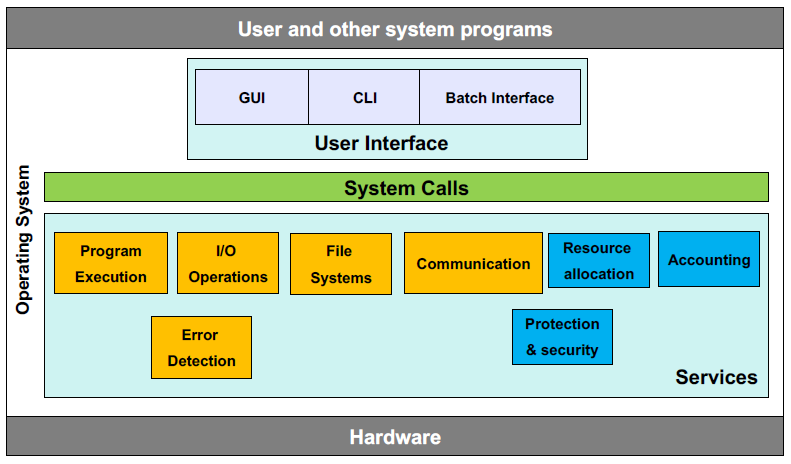 User and other system programs
GUI
CLI
Batch Interface
User Interface
Operating System
System Calls
Program
Execution
I/O
Operations
File
Systems
Communication
Resource
allocation
Accounting
Error
Detection
Protection
& security
Services
Hardware